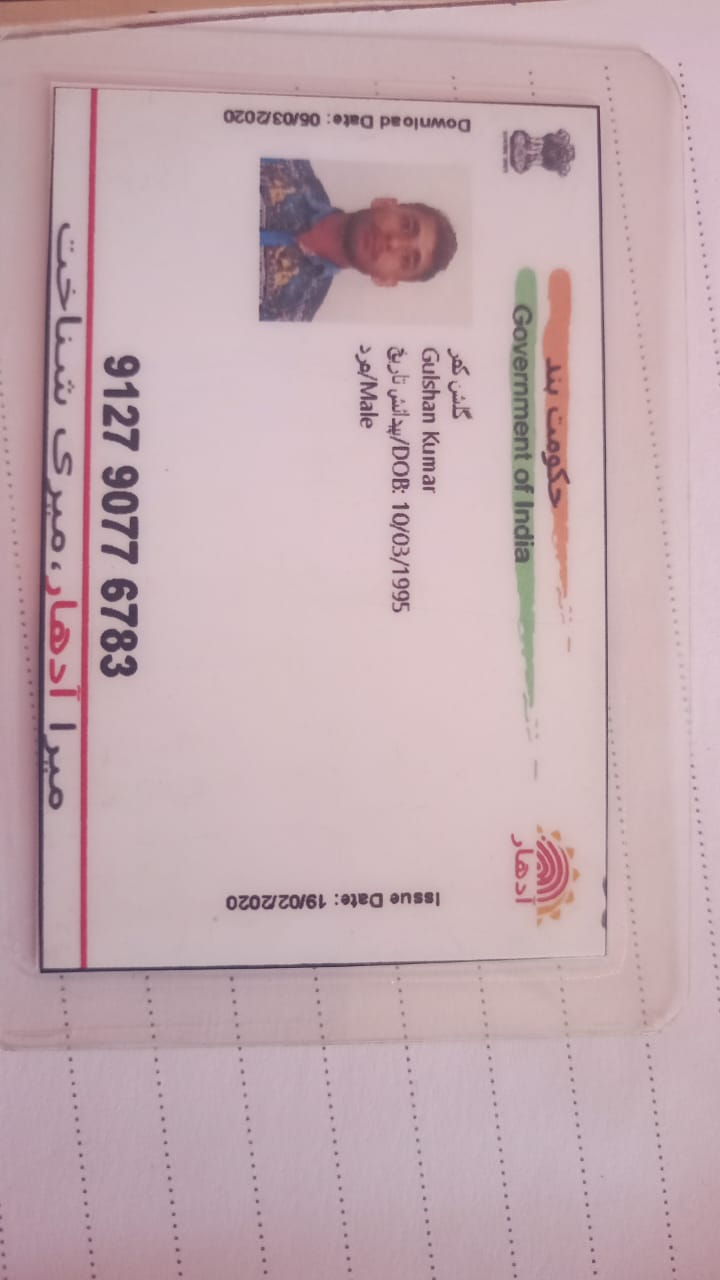 حکومت ہند
Government of India
آدھار
Download Date: 05/03/2020
گلشن کمر
Gulshan Kumar
پیدائش تاریخ/DOB: 10/03/1995
مرد/Male
Issue Date: 19/02/2020
9127 9077 6783
میرا آدھار، میری شناخت